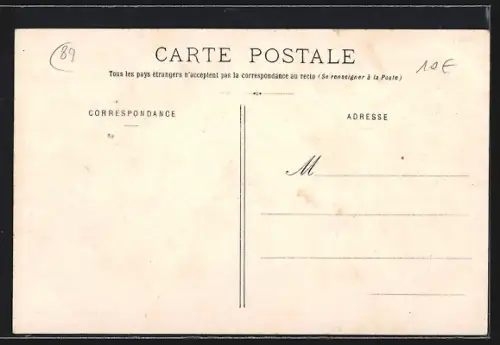 89
CARTE POSTALE
10€
Tous les pays étrangers n'acceptent pas la correspondance au recto (Se renseigner à la Poste)
CORRESPONDANCE
ADRESSE
M